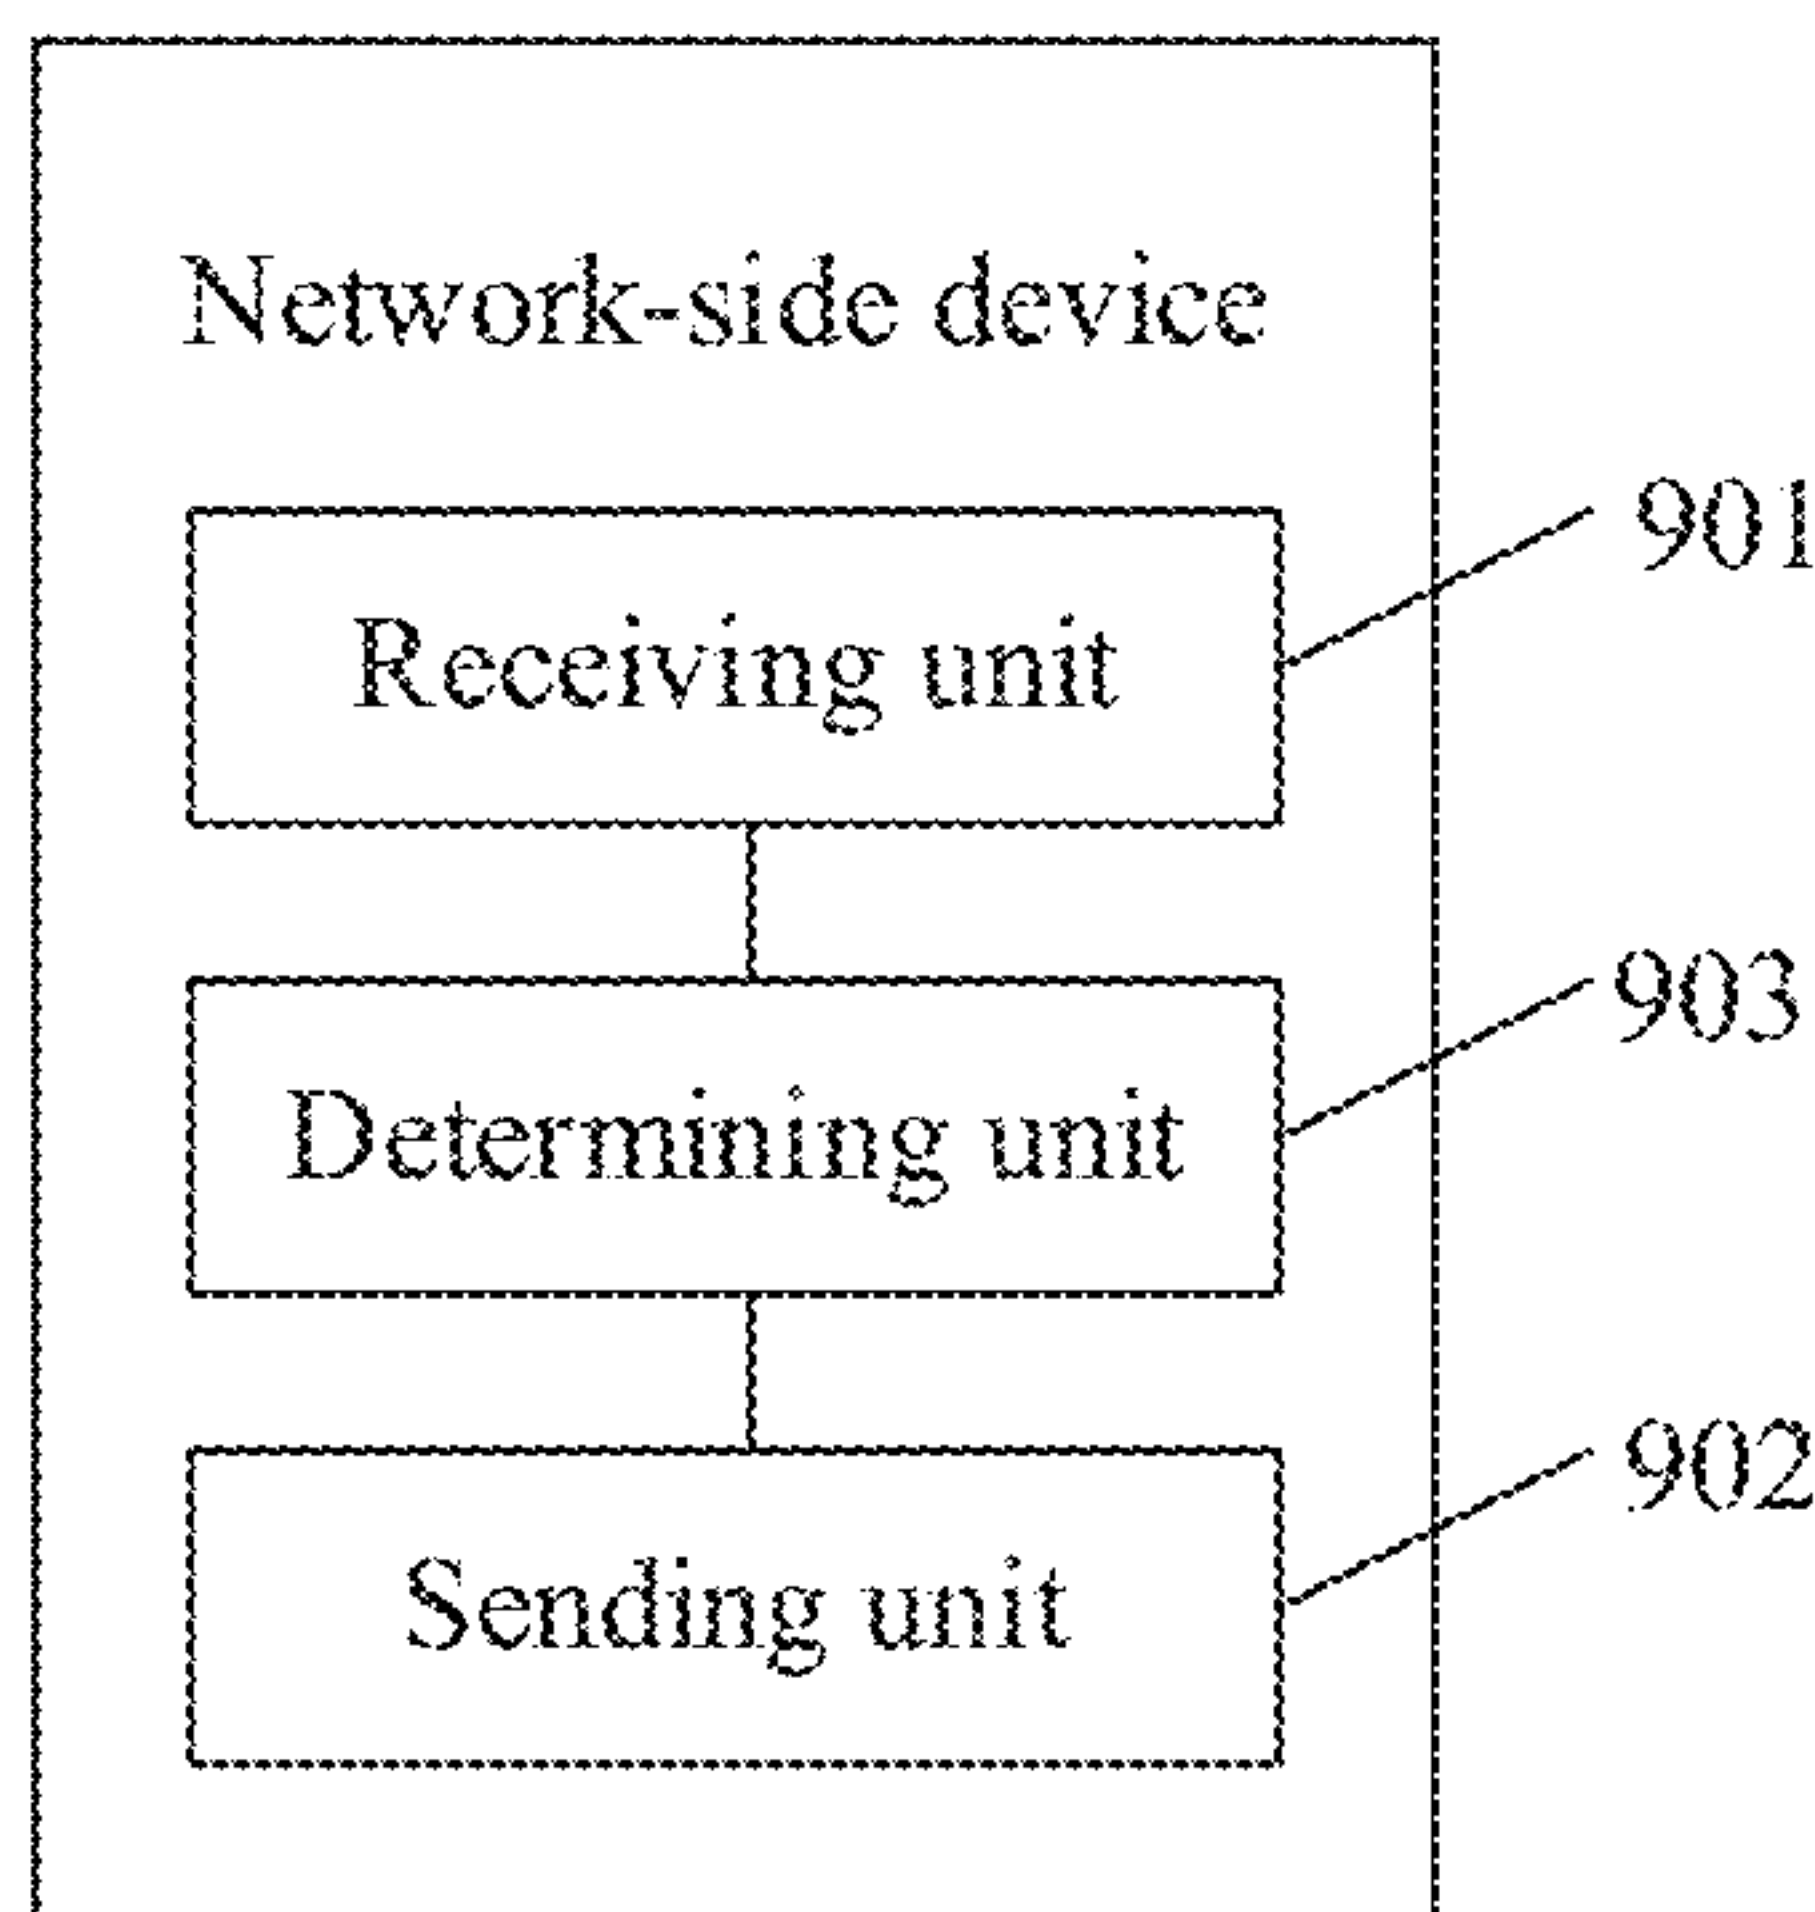 Network-side device
901
Receiving unit
903
Determining unit
902
Sending unit